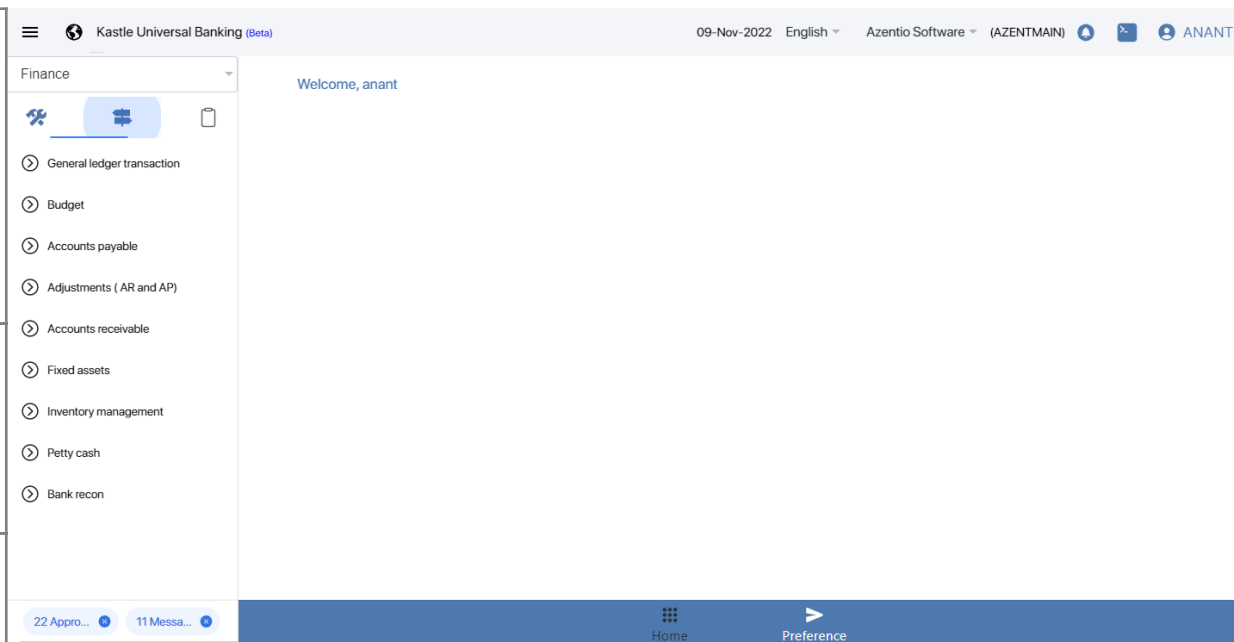 Kastle Universal Banking (Beta)
09-Nov-2022 English Azentio Software (AZENTMAIN) ANANT
Finance
Welcome, anant
General ledger transaction
Budget
Accounts payable
Adjustments ( AR and AP)
Accounts receivable
Fixed assets
Inventory management
Petty cash
Bank recon
22 Appro... 11 Messa...
Home
Preference